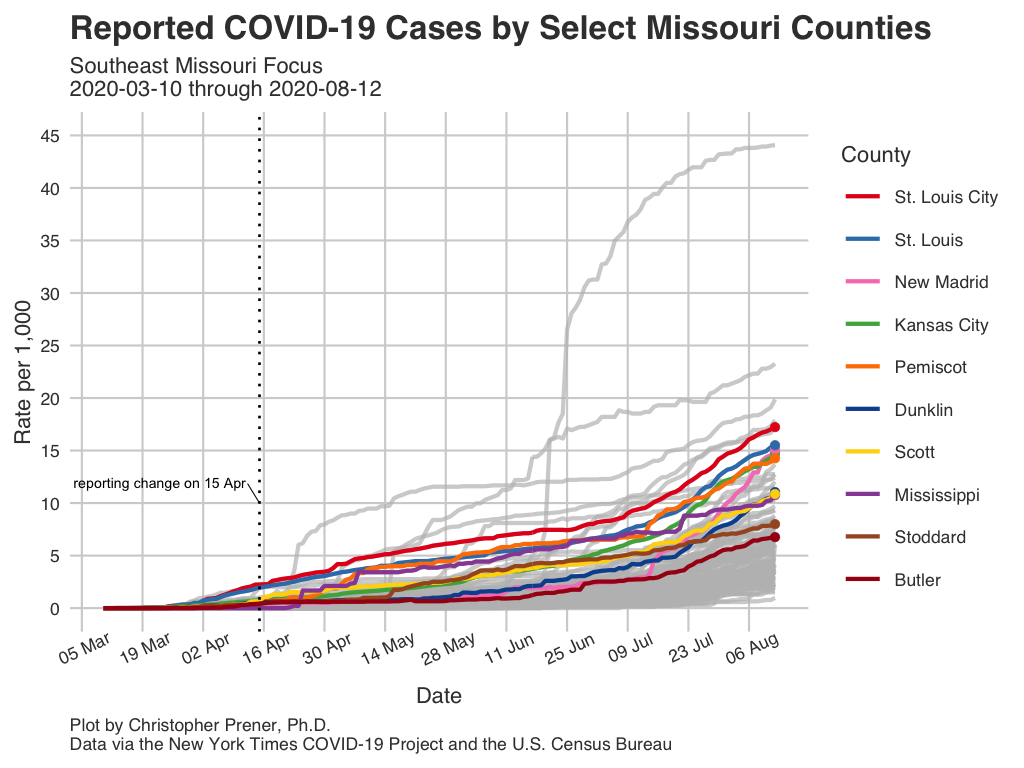 Reported COVID-19 Cases by Select Missouri Counties
Southeast Missouri Focus
2020-03-10 through 2020-08-12
45
40
35
30
25
20
15
10
5
0
Rate per 1,000
reporting change on 15 Apr
05 Mar
19 Mar
02 Apr
16 Apr
30 Apr
14 May
28 May
11 Jun
25 Jun
09 Jul
23 Jul
06 Aug
Date
County
St. Louis City
St. Louis
New Madrid
Kansas City
Pemiscot
Dunklin
Scott
Mississippi
Stoddard
Butler
Plot by Christopher Prener, Ph.D.
Data via the New York Times COVID-19 Project and the U.S. Census Bureau